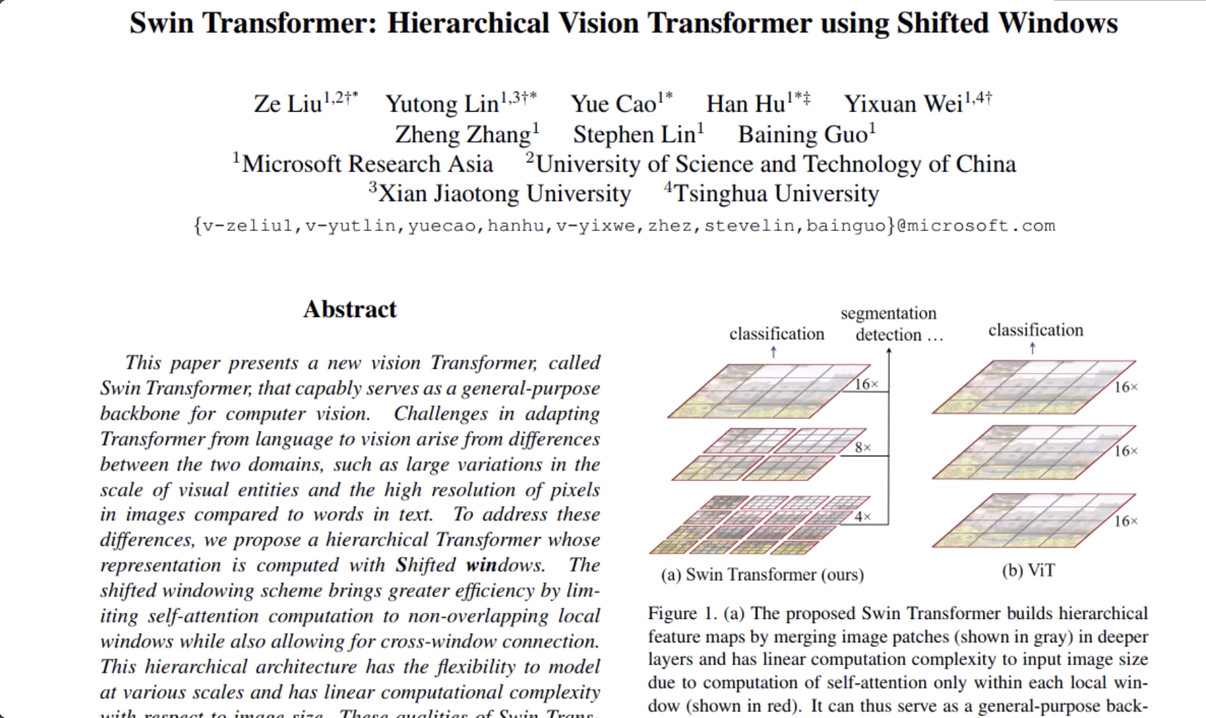 Swin Transformer: Hierarchical Vision Transformer using Shifted Windows
Ze Liu1,2†* Yutong Lin1,3†* Yue Cao1* Han Hu1*‡ Yixuan Wei1,4†
Zheng Zhang1 Stephen Lin1 Baining Guo1
1Microsoft Research Asia 2University of Science and Technology of China
3Xian Jiaotong University 4Tsinghua University
{v-zeliu1,v-yutlin,yuecao,hanhu,v-yixwe,zhez,stevelin,bainguo}@microsoft.com
Abstract
This paper presents a new vision Transformer, called
Swin Transformer, that capably serves as a general-purpose
backbone for computer vision. Challenges in adapting
Transformer from language to vision arise from differences
between the two domains, such as large variations in the
scale of visual entities and the high resolution of pixels
in images compared to words in text. To address these
differences, we propose a hierarchical Transformer whose
representation is computed with Shifted windows. The
shifted windowing scheme brings greater efficiency by lim-
iting self-attention computation to non-overlapping local
windows while also allowing for cross-window connection.
This hierarchical architecture has the flexibility to model
at various scales and has linear computational complexity
with respect to image size. These qualities of Swin Trans-
segmentation
classification detection ... classification
16× 16×
8× 16×
4× 16×
(a) Swin Transformer (ours) (b) ViT
Figure 1. (a) The proposed Swin Transformer builds hierarchical
feature maps by merging image patches (shown in gray) in deeper
layers and has linear computation complexity to input image size
due to computation of self-attention only within each local win-
dow (shown in red). It can thus serve as a general-purpose back-